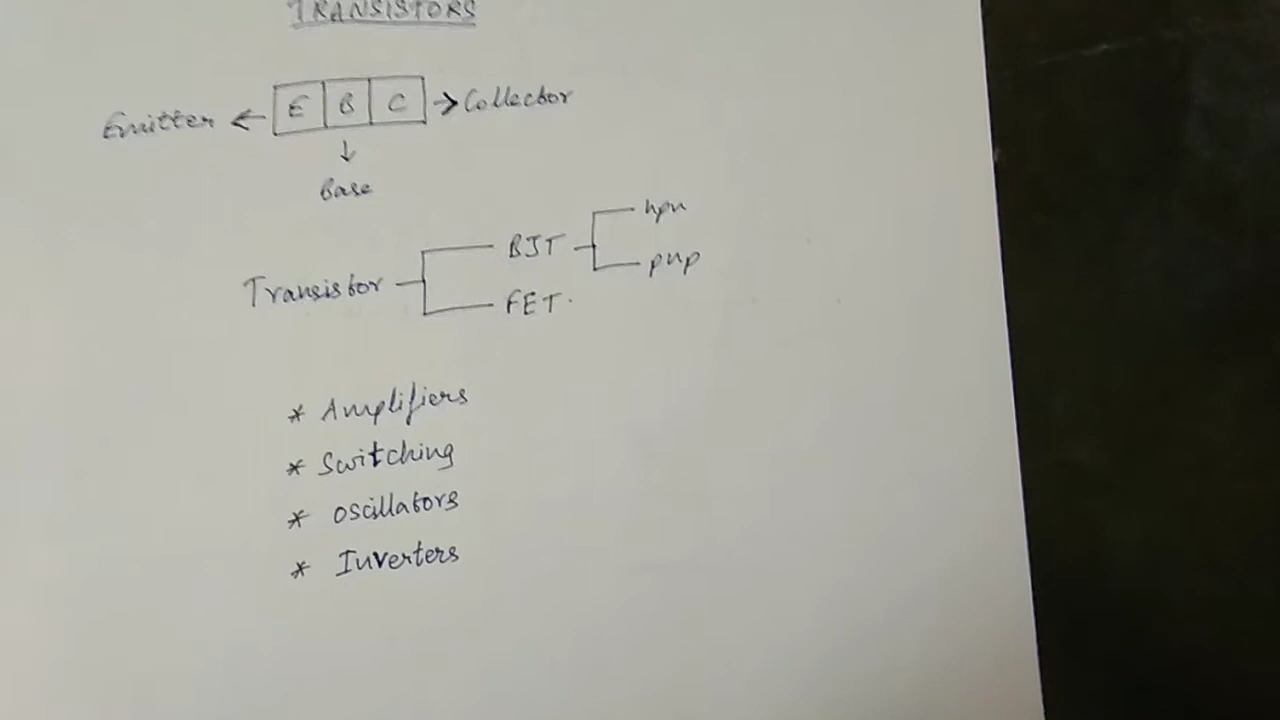 TRANSISTORS
Emitter ← E B C → Collector
↓
Base
npn
BJT
pnp
Transistor
FET
* Amplifiers
* Switching
* oscillators
* Inverters